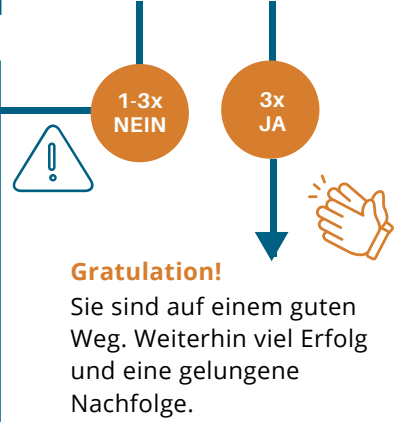 1-3x
NEIN
3x
JA
Gratulation!
Sie sind auf einem guten
Weg. Weiterhin viel Erfolg
und eine gelungene
Nachfolge.